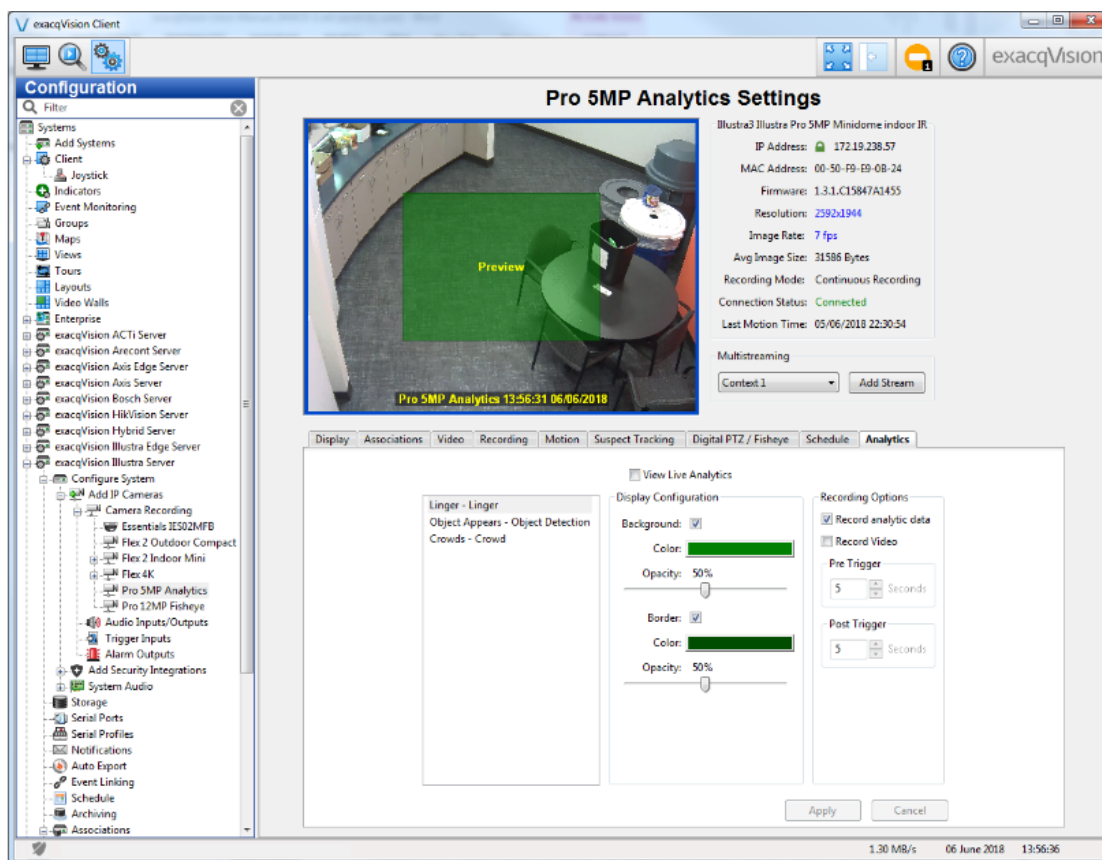 exacqVision Client
exacqVision
1
Configuration
Filter
Systems
Add Systems
Client
Joystick
Indicators
Event Monitoring
Groups
Maps
Views
Tours
Layouts
Video Walls
Enterprise
exacqVision ACTi Server
exacqVision Arecont Server
exacqVision Axis Edge Server
exacqVision Axis Server
exacqVision Bosch Server
exacqVision HikVision Server
exacqVision Hybrid Server
exacqVision Illustra Edge Server
exacqVision Illustra Server
Configure System
Add IP Cameras
Camera Recording
Essentials IES02MFB
Flex 2 Outdoor Compact
Flex 2 Indoor Mini
Flex 4K
Pro 5MP Analytics
Pro 12MP Fisheye
Audio Inputs/Outputs
Trigger Inputs
Alarm Outputs
Add Security Integrations
System Audio
Storage
Serial Ports
Serial Profiles
Notifications
Auto Export
Event Linking
Schedule
Archiving
Associations
Pro 5MP Analytics Settings
Preview
Pro 5MP Analytics 13:56:31 06/06/2018
Illustra3 Illustra Pro 5MP Minidome indoor IR
IP Address: 172.19.238.57
MAC Address: 00-50-F9-E9-0B-24
Firmware: 1.3.1.C15847A1455
Resolution: 2592x1944
Image Rate: 7 fps
Avg Image Size: 31586 Bytes
Recording Mode: Continuous Recording
Connection Status: Connected
Last Motion Time: 05/06/2018 22:30:54
Multistreaming
Context 1 Add Stream
Display Associations Video Recording Motion Suspect Tracking Digital PTZ / Fisheye Schedule Analytics
View Live Analytics
Linger - Linger
Object Appears - Object Detection
Crowds - Crowd
Display Configuration
Background:
Color:
Opacity: 50%
Border:
Color:
Opacity: 50%
Recording Options
Record analytic data
Record Video
Pre Trigger
5 Seconds
Post Trigger
5 Seconds
Apply Cancel
1.30 MB/s 06 June 2018 13:56:36